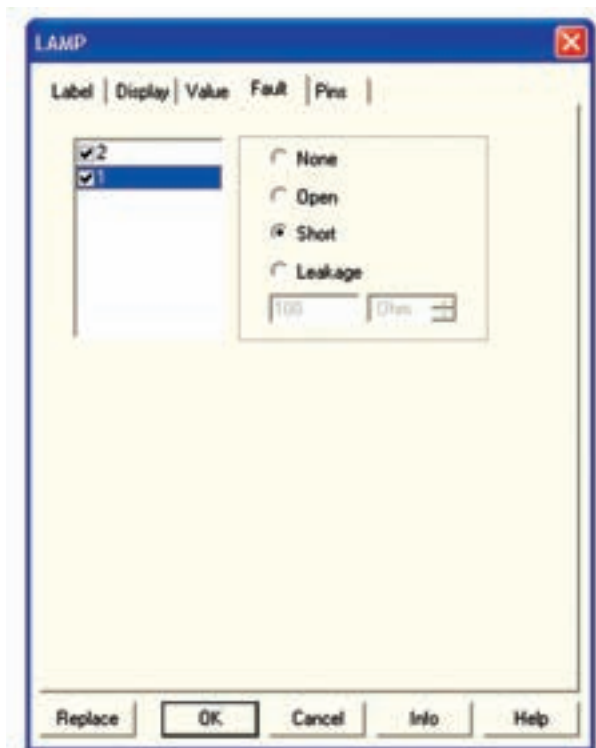 LAMP
Label Display Value Fault Pins
2
1
None
Open
Short
Leakage
100 Ohm
Replace OK Cancel Info Help